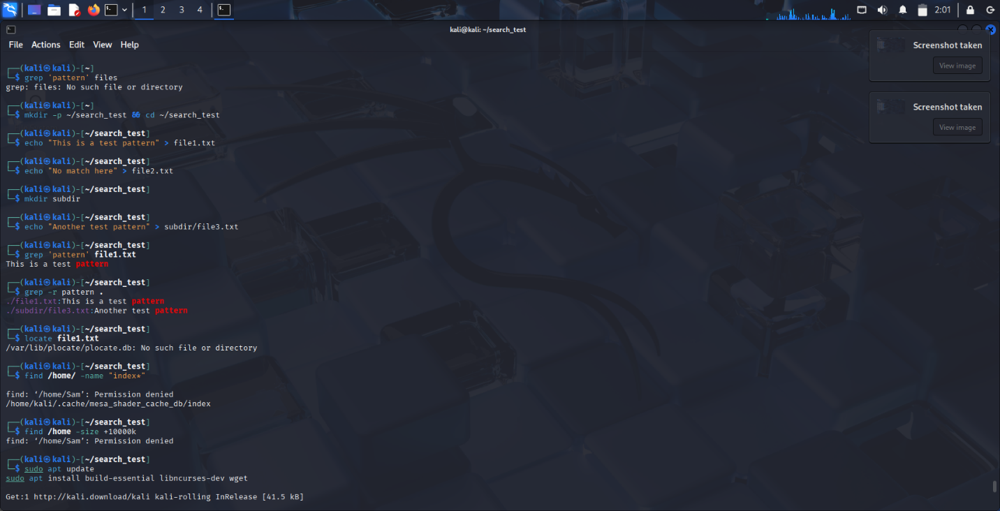 1 2 3 4 2:01
kali@kali: ~/search_test
File Actions Edit View Help
Screenshot taken
View image
Screenshot taken
View image
┌──(kali㉿kali)-[~]
└─$ grep 'pattern' files
grep: files: No such file or directory
┌──(kali㉿kali)-[~]
└─$ mkdir -p ~/search_test && cd ~/search_test
┌──(kali㉿kali)-[~/search_test]
└─$ echo "This is a test pattern" > file1.txt
┌──(kali㉿kali)-[~/search_test]
└─$ echo "No match here" > file2.txt
┌──(kali㉿kali)-[~/search_test]
└─$ mkdir subdir
┌──(kali㉿kali)-[~/search_test]
└─$ echo "Another test pattern" > subdir/file3.txt
┌──(kali㉿kali)-[~/search_test]
└─$ grep 'pattern' file1.txt
This is a test pattern
┌──(kali㉿kali)-[~/search_test]
└─$ grep -r pattern .
./file1.txt:This is a test pattern
./subdir/file3.txt:Another test pattern
┌──(kali㉿kali)-[~/search_test]
└─$ locate file1.txt
/var/lib/plocate/plocate.db: No such file or directory
┌──(kali㉿kali)-[~/search_test]
└─$ find /home/ -name "index*"
find: ‘/home/Sam’: Permission denied
/home/kali/.cache/mesa_shader_cache_db/index
┌──(kali㉿kali)-[~/search_test]
└─$ find /home -size +10000k
find: ‘/home/Sam’: Permission denied
┌──(kali㉿kali)-[~/search_test]
└─$ sudo apt update
sudo apt install build-essential libncurses-dev wget
Get:1 http://kali.download/kali kali-rolling InRelease [41.5 kB]